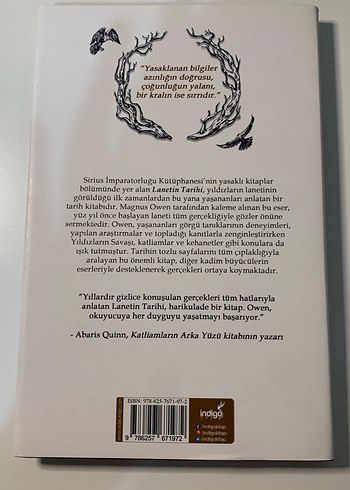 “Yasaklanan bilgiler
azınlığın doğrusu,
çoğunluğun yalanı,
bir kralın ise sırrıdır.”
Sirius İmparatorluğu Kütüphanesi’nin yasaklı kitaplar
bölümünde yer alan Lanetin Tarihi, yıldızların lanetinin
görüldüğü ilk zamanlardan bu yana yaşananları anlatan bir
tarih kitabıdır. Magnus Owen tarafından kaleme alınan bu eser,
yüz yıl önce başlayan laneti tüm gerçekliğiyle gözler önüne
sermektedir. Owen, yaşananları görgü tanıklarının deneyimleri,
yapılan araştırmalar ve topladığı kanıtlarla zenginleştirirken
Yıldızların Savaşı, katliamlar ve kehanetler gibi konulara da
ışık tutmuştur. Tarihin tozlu sayfalarını tüm çıplaklığıyla
aralayan bu önemli kitap, diğer kadim büyücülerin
eserleriyle desteklenerek gerçekleri ortaya koymaktadır.
“Yıllardır gizlice konuşulan gerçekleri tüm hatlarıyla
anlatan Lanetin Tarihi, harikulade bir kitap. Owen,
okuyucuya her duyguyu yaşatmayı başarıyor.”
- Abaris Quinn, Katliamların Arka Yüzü kitabının yazarı
ISBN: 978-625-7671-97-2
9 786257 671972
indigo
/indigokitap
/indigokitap
/indigokitap